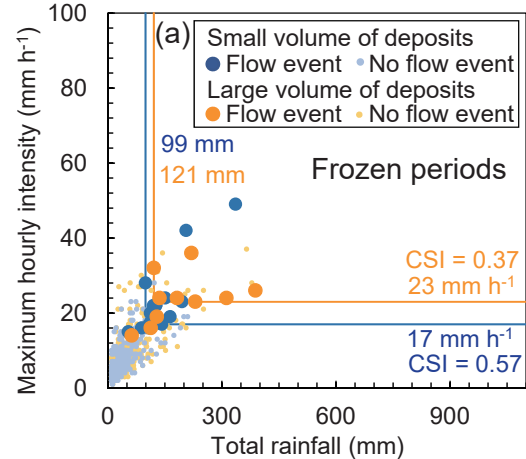 (a)
Small volume of deposits
Flow event No flow event
Large volume of deposits
Flow event No flow event
99 mm
121 mm
Frozen periods
CSI = 0.37
23 mm h-1
17 mm h-1
CSI = 0.57
Maximum hourly intensity (mm h-1)
100
80
60
40
20
0
0 300 600 900
Total rainfall (mm)